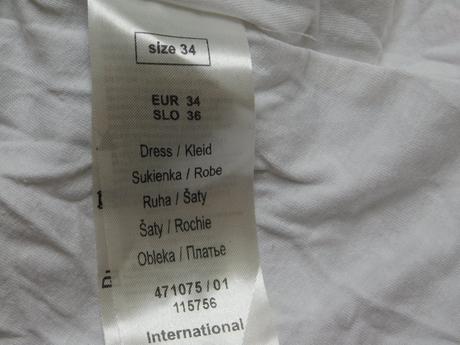 size 34
EUR 34
SLO 36
Dress / Kleid
Sukienka / Robe
Ruha / Šaty
Šaty / Rochie
Obleka / Платье
471075 / 01
115756
International